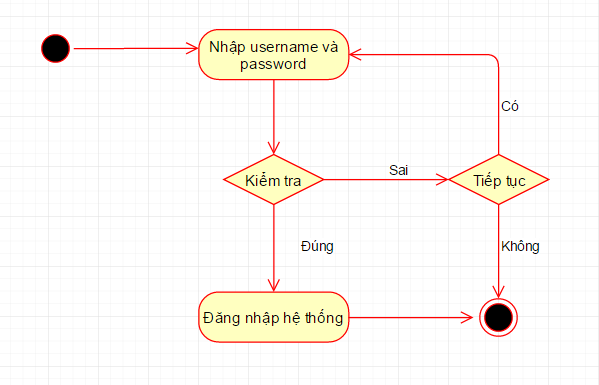 Nhập username và
password
Có
Kiểm tra
Sai
Tiếp tục
Đúng
Không
Đăng nhập hệ thống